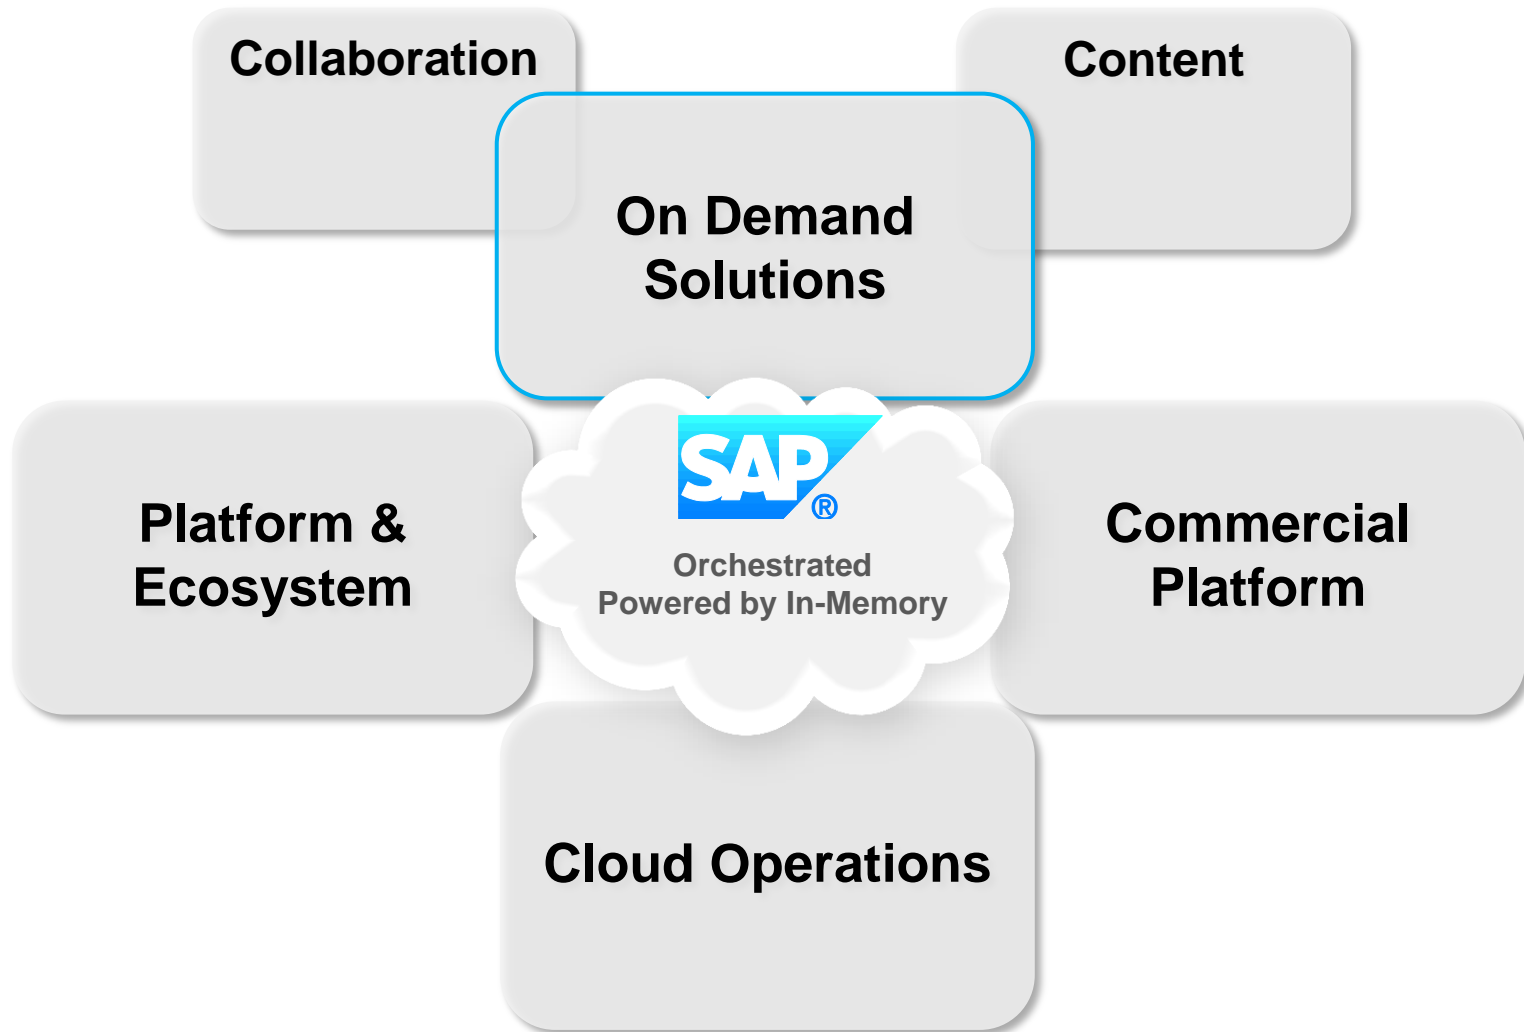 Collaboration
Content
On Demand
Solutions
SAP®
Orchestrated
Powered by In-Memory
Platform &
Ecosystem
Commercial
Platform
Cloud Operations